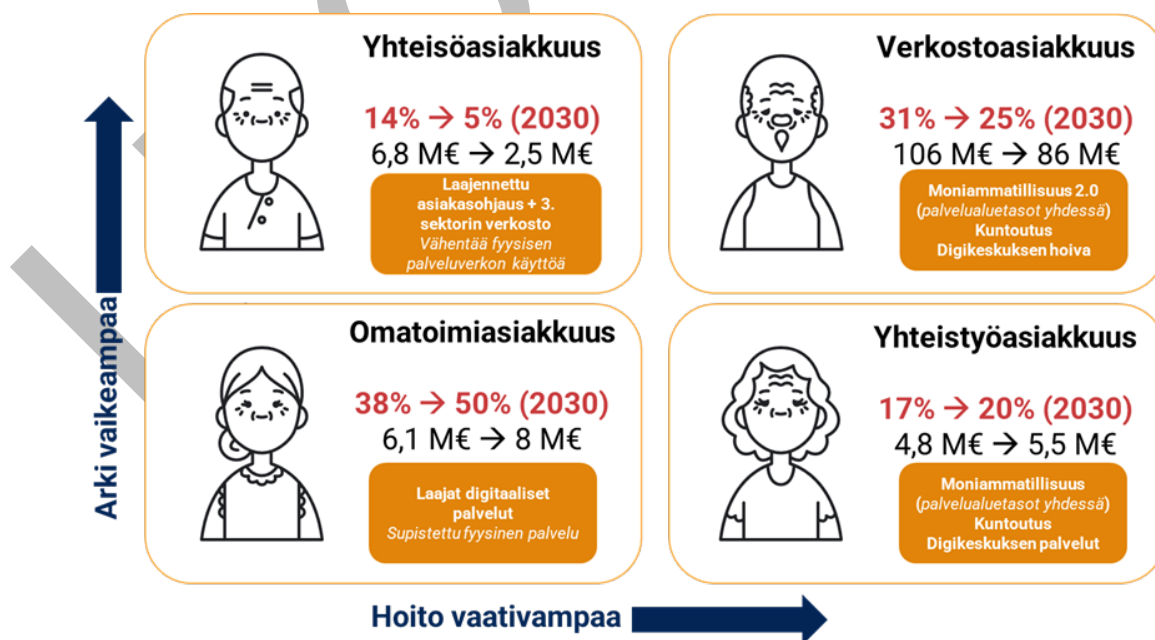 Yhteisöasiakkuus
14% → 5% (2030)
6,8 M€ → 2,5 M€
Laajennettu
asiakasohjaus + 3.
sektorin verkosto
Vähentää fyysisen
palveluverkon käyttöä
Verkostoasiakkuus
31% → 25% (2030)
106 M€ → 86 M€
Moniammatillisuus 2.0
(palvelualuetasot yhdessä)
Kuntoutus
Digikeskuksen hoiva
Arki vaikeampaa
Omatoimiasiakkuus
38% → 50% (2030)
6,1 M€ → 8 M€
Laajat digitaaliset
palvelut
Supistettu fyysinen palvelu
Yhteistyöasiakkuus
17% → 20% (2030)
4,8 M€ → 5,5 M€
Moniammatillisuus
(palvelualuetasot yhdessä)
Kuntoutus
Digikeskuksen palvelut
Hoito vaativampaa